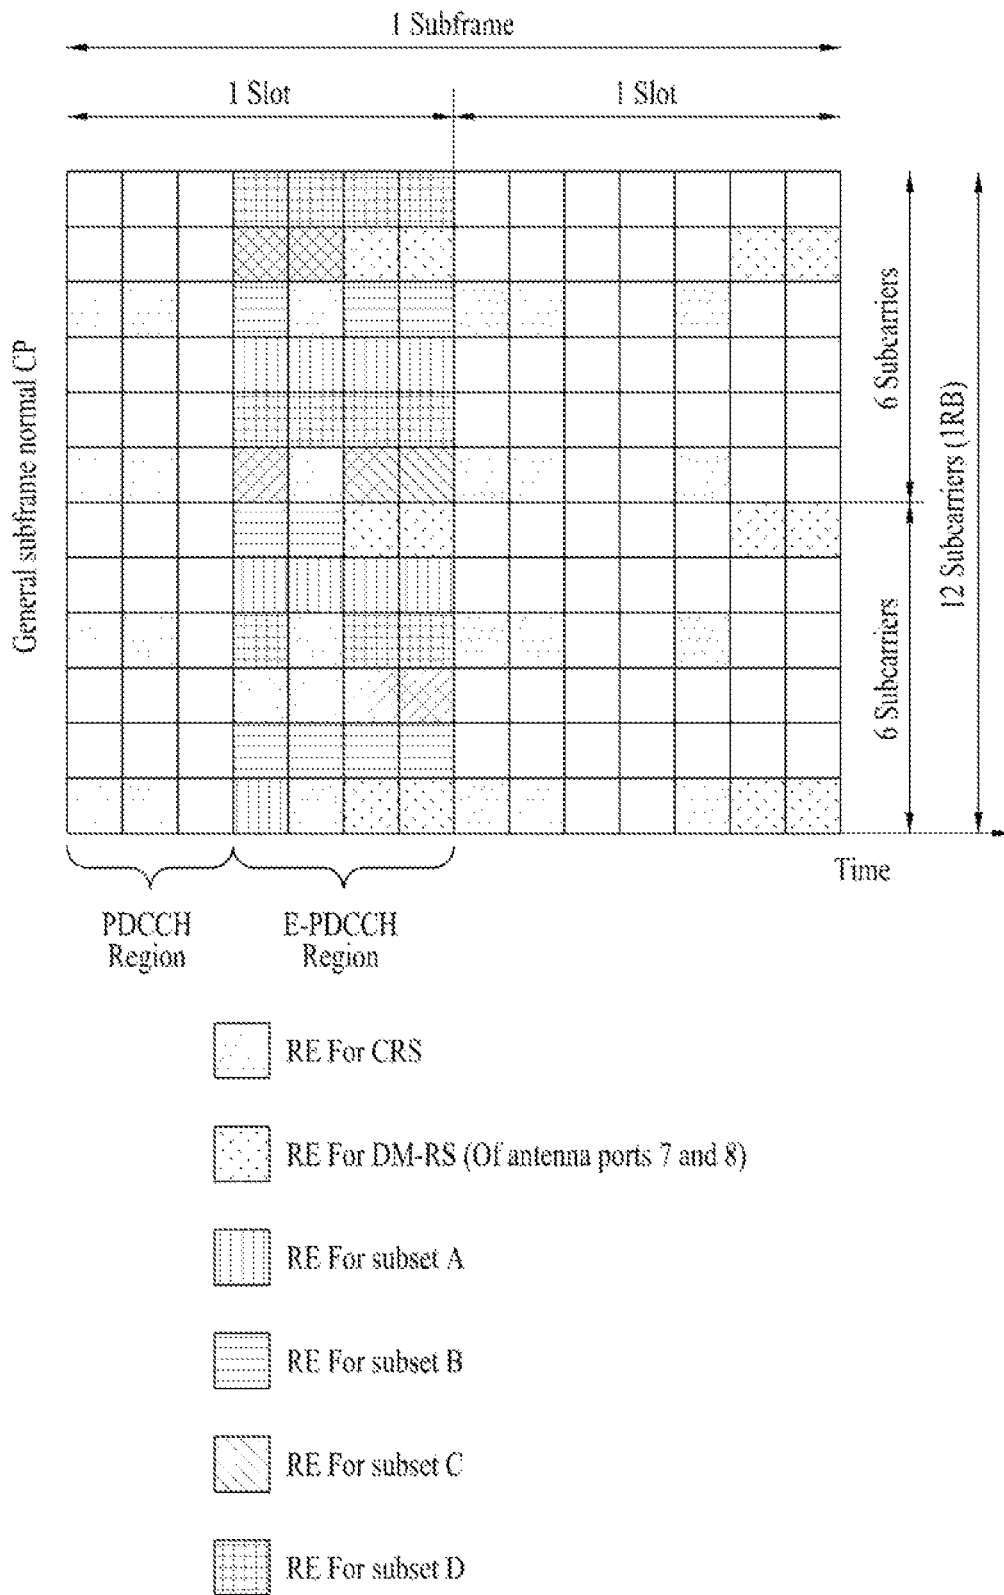 1 Subframe
1 Slot
1 Slot
General subframe normal CP
6 Subcarriers
6 Subcarriers
12 Subcarriers (1RB)
Time
PDCCH
Region
E-PDCCH
Region
RE For CRS
RE For DM-RS (Of antenna ports 7 and 8)
RE For subset A
RE For subset B
RE For subset C
RE For subset D